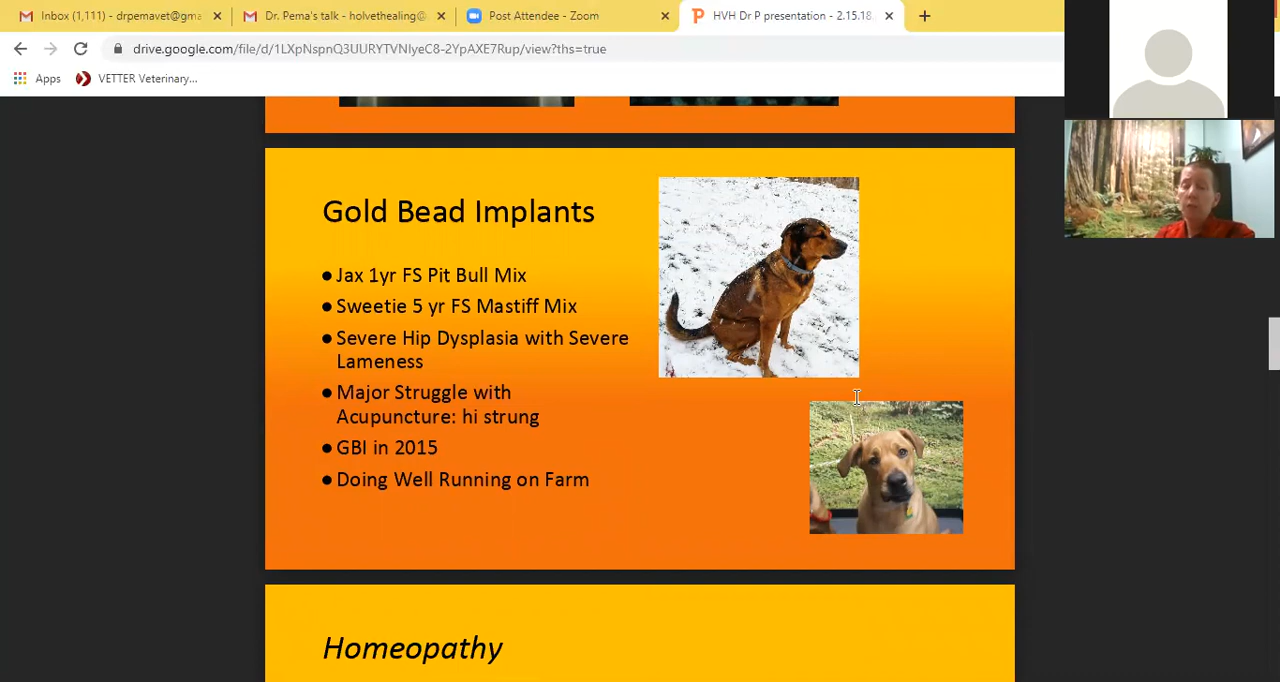 Inbox (1,111) - drpemavet@gma
Dr. Pema's talk - holvethealing@
Post Attendee - Zoom
HVH Dr P presentation - 2.15.18.
drive.google.com/file/d/1LXpNspnQ3UURYTVNIyeC8-2YpAXE7Rup/view?ths=true
Apps
VETTER Veterinary...
Gold Bead Implants
● Jax 1yr FS Pit Bull Mix
● Sweetie 5 yr FS Mastiff Mix
● Severe Hip Dysplasia with Severe
Lameness
● Major Struggle with
Acupuncture: hi strung
● GBI in 2015
● Doing Well Running on Farm
Homeopathy